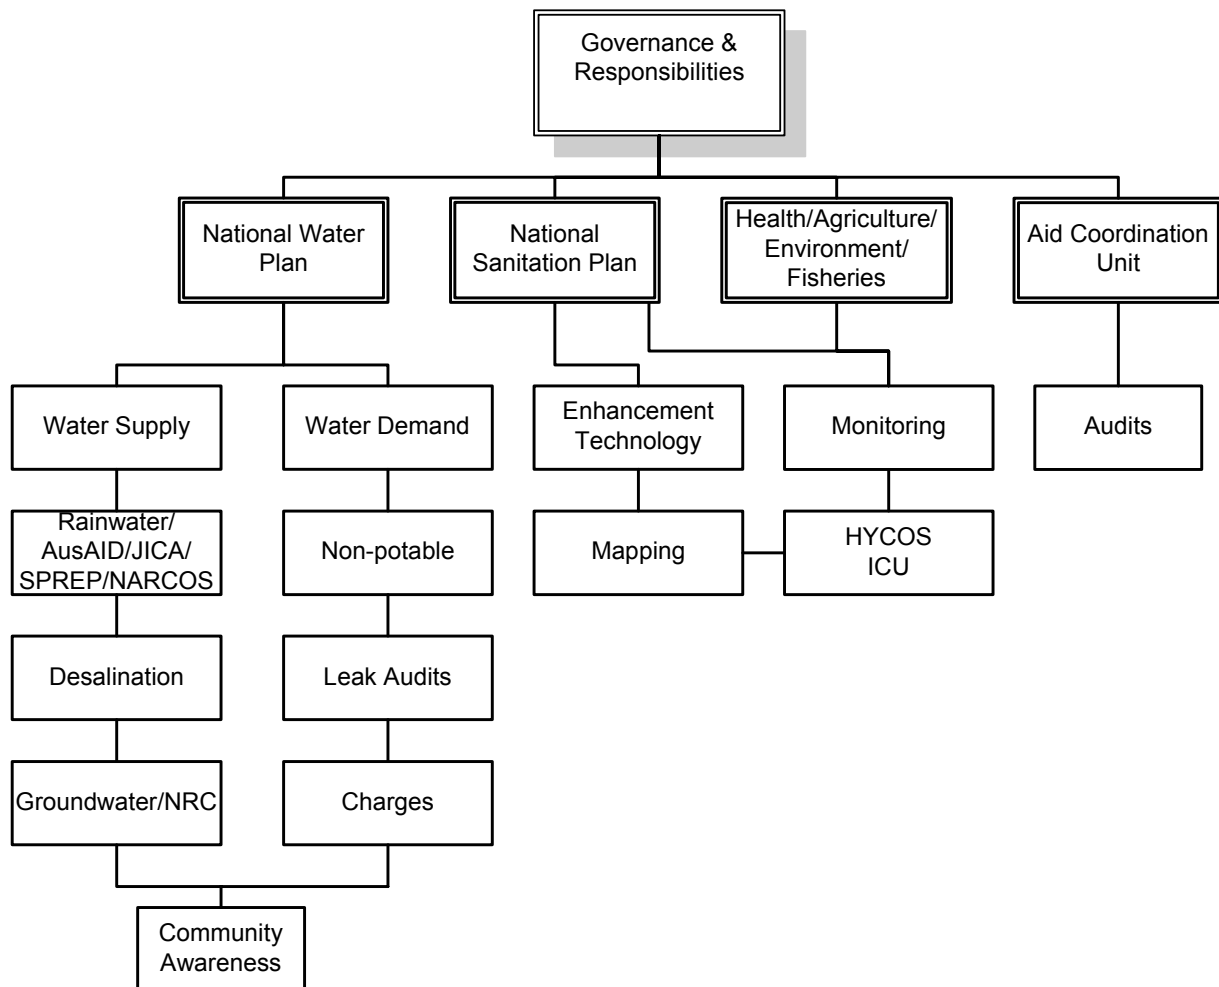 Governance &
Responsibilities
National Water
Plan
National
Sanitation Plan
Health/Agriculture/
Environment/
Fisheries
Aid Coordination
Unit
Water Supply
Water Demand
Enhancement
Technology
Monitoring
Audits
Rainwater/
AusAID/JICA/
SPREP/NARCOS
Non-potable
Mapping
HYCOS
ICU
Desalination
Leak Audits
Groundwater/NRC
Charges
Community
Awareness